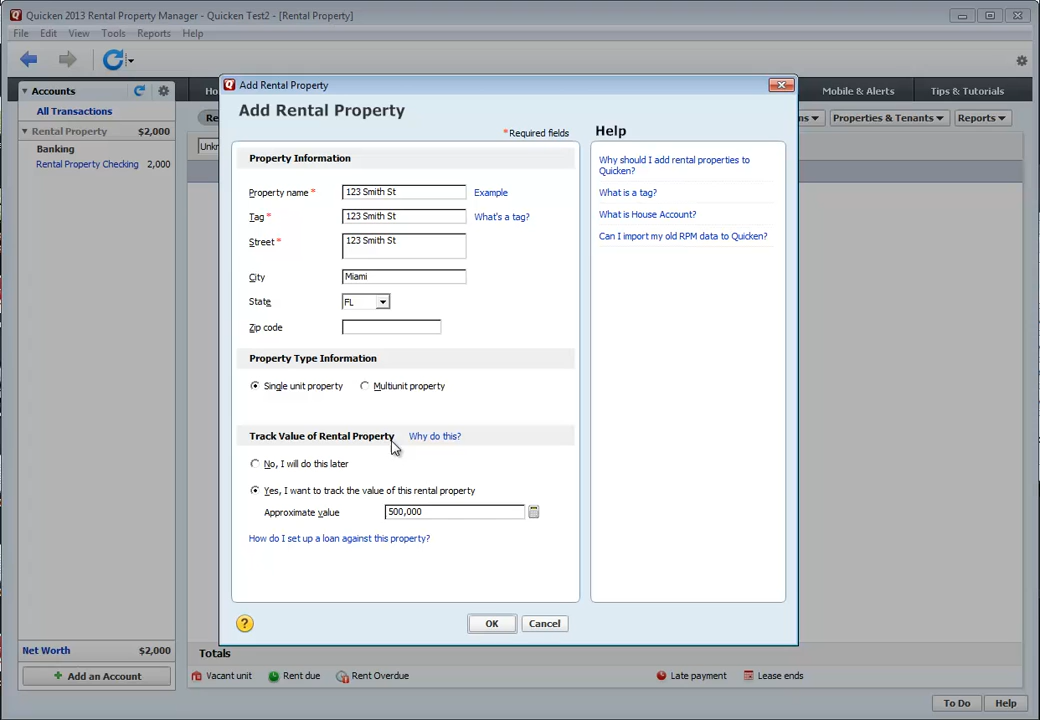 Quicken 2013 Rental Property Manager - Quicken Test2 - [Rental Property]
File Edit View Tools Reports Help
Accounts
All Transactions
Rental Property $2,000
Banking
Rental Property Checking 2,000
Net Worth $2,000
+ Add an Account
Ho
Mobile & Alerts
Tips & Tutorials
Re
ns
Properties & Tenants
Reports
Unkn
Add Rental Property
Add Rental Property
*Required fields
Property Information
Property name * 123 Smith St Example
Tag * 123 Smith St What's a tag?
Street * 123 Smith St
City Miami
State FL
Zip code
Property Type Information
Single unit property Multiunit property
Track Value of Rental Property Why do this?
No, I will do this later
Yes, I want to track the value of this rental property
Approximate value 500,000
How do I set up a loan against this property?
?
OK Cancel
Help
Why should I add rental properties to
Quicken?
What is a tag?
What is House Account?
Can I import my old RPM data to Quicken?
Totals
Vacant unit Rent due Rent Overdue Late payment Lease ends
To Do Help